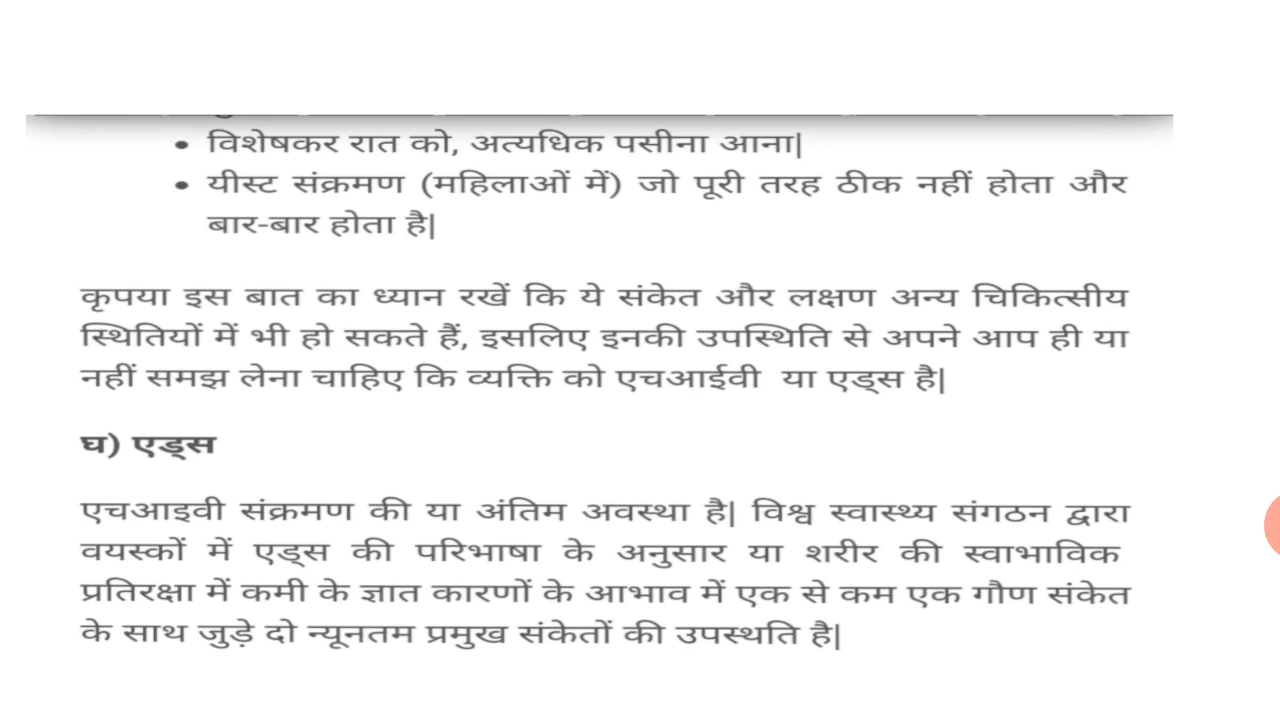 • विशेषकर रात को, अत्यधिक पसीना आना|
• यीस्ट संक्रमण (महिलाओं में) जो पूरी तरह ठीक नहीं होता और
बार-बार होता है|
कृपया इस बात का ध्यान रखें कि ये संकेत और लक्षण अन्य चिकित्सीय
स्थितियों में भी हो सकते हैं, इसलिए इनकी उपस्थिति से अपने आप ही या
नहीं समझ लेना चाहिए कि व्यक्ति को एचआईवी या एड्स है|
घ) एड्स
एचआइवी संक्रमण की या अंतिम अवस्था है| विश्व स्वास्थ्य संगठन द्वारा
वयस्कों में एड्स की परिभाषा के अनुसार या शरीर की स्वाभाविक
प्रतिरक्षा में कमी के ज्ञात कारणों के आभाव में एक से कम एक गौण संकेत
के साथ जुड़े दो न्यूनतम प्रमुख संकेतों की उपस्थति है|